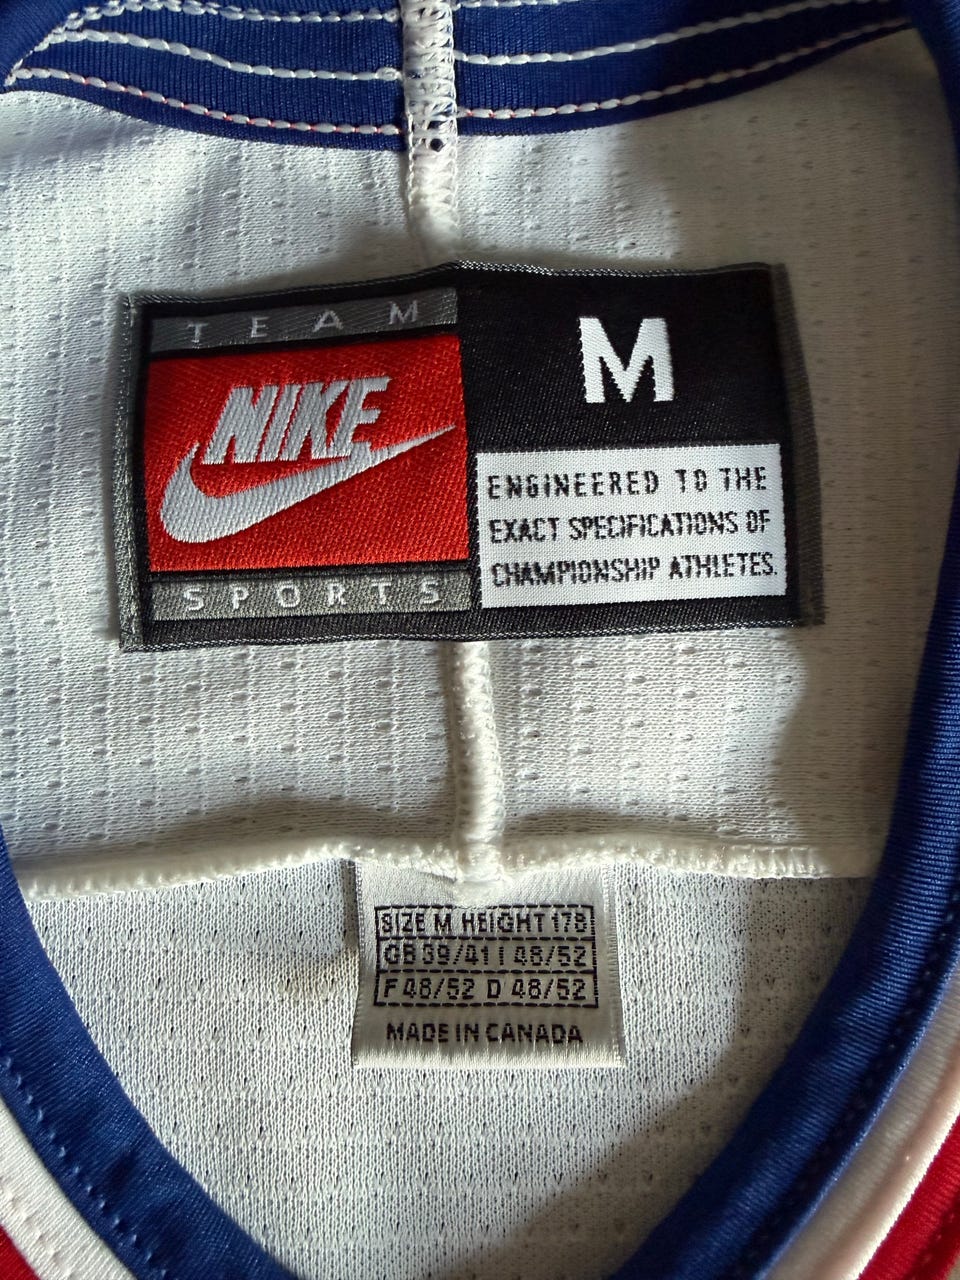 TEAM
NIKE
SPORTS
M
ENGINEERED TO THE
EXACT SPECIFICATIONS OF
CHAMPIONSHIP ATHLETES.
SIZE M HEIGHT 178
GB 39/41 I 48/52
F 48/52 D 48/52
MADE IN CANADA